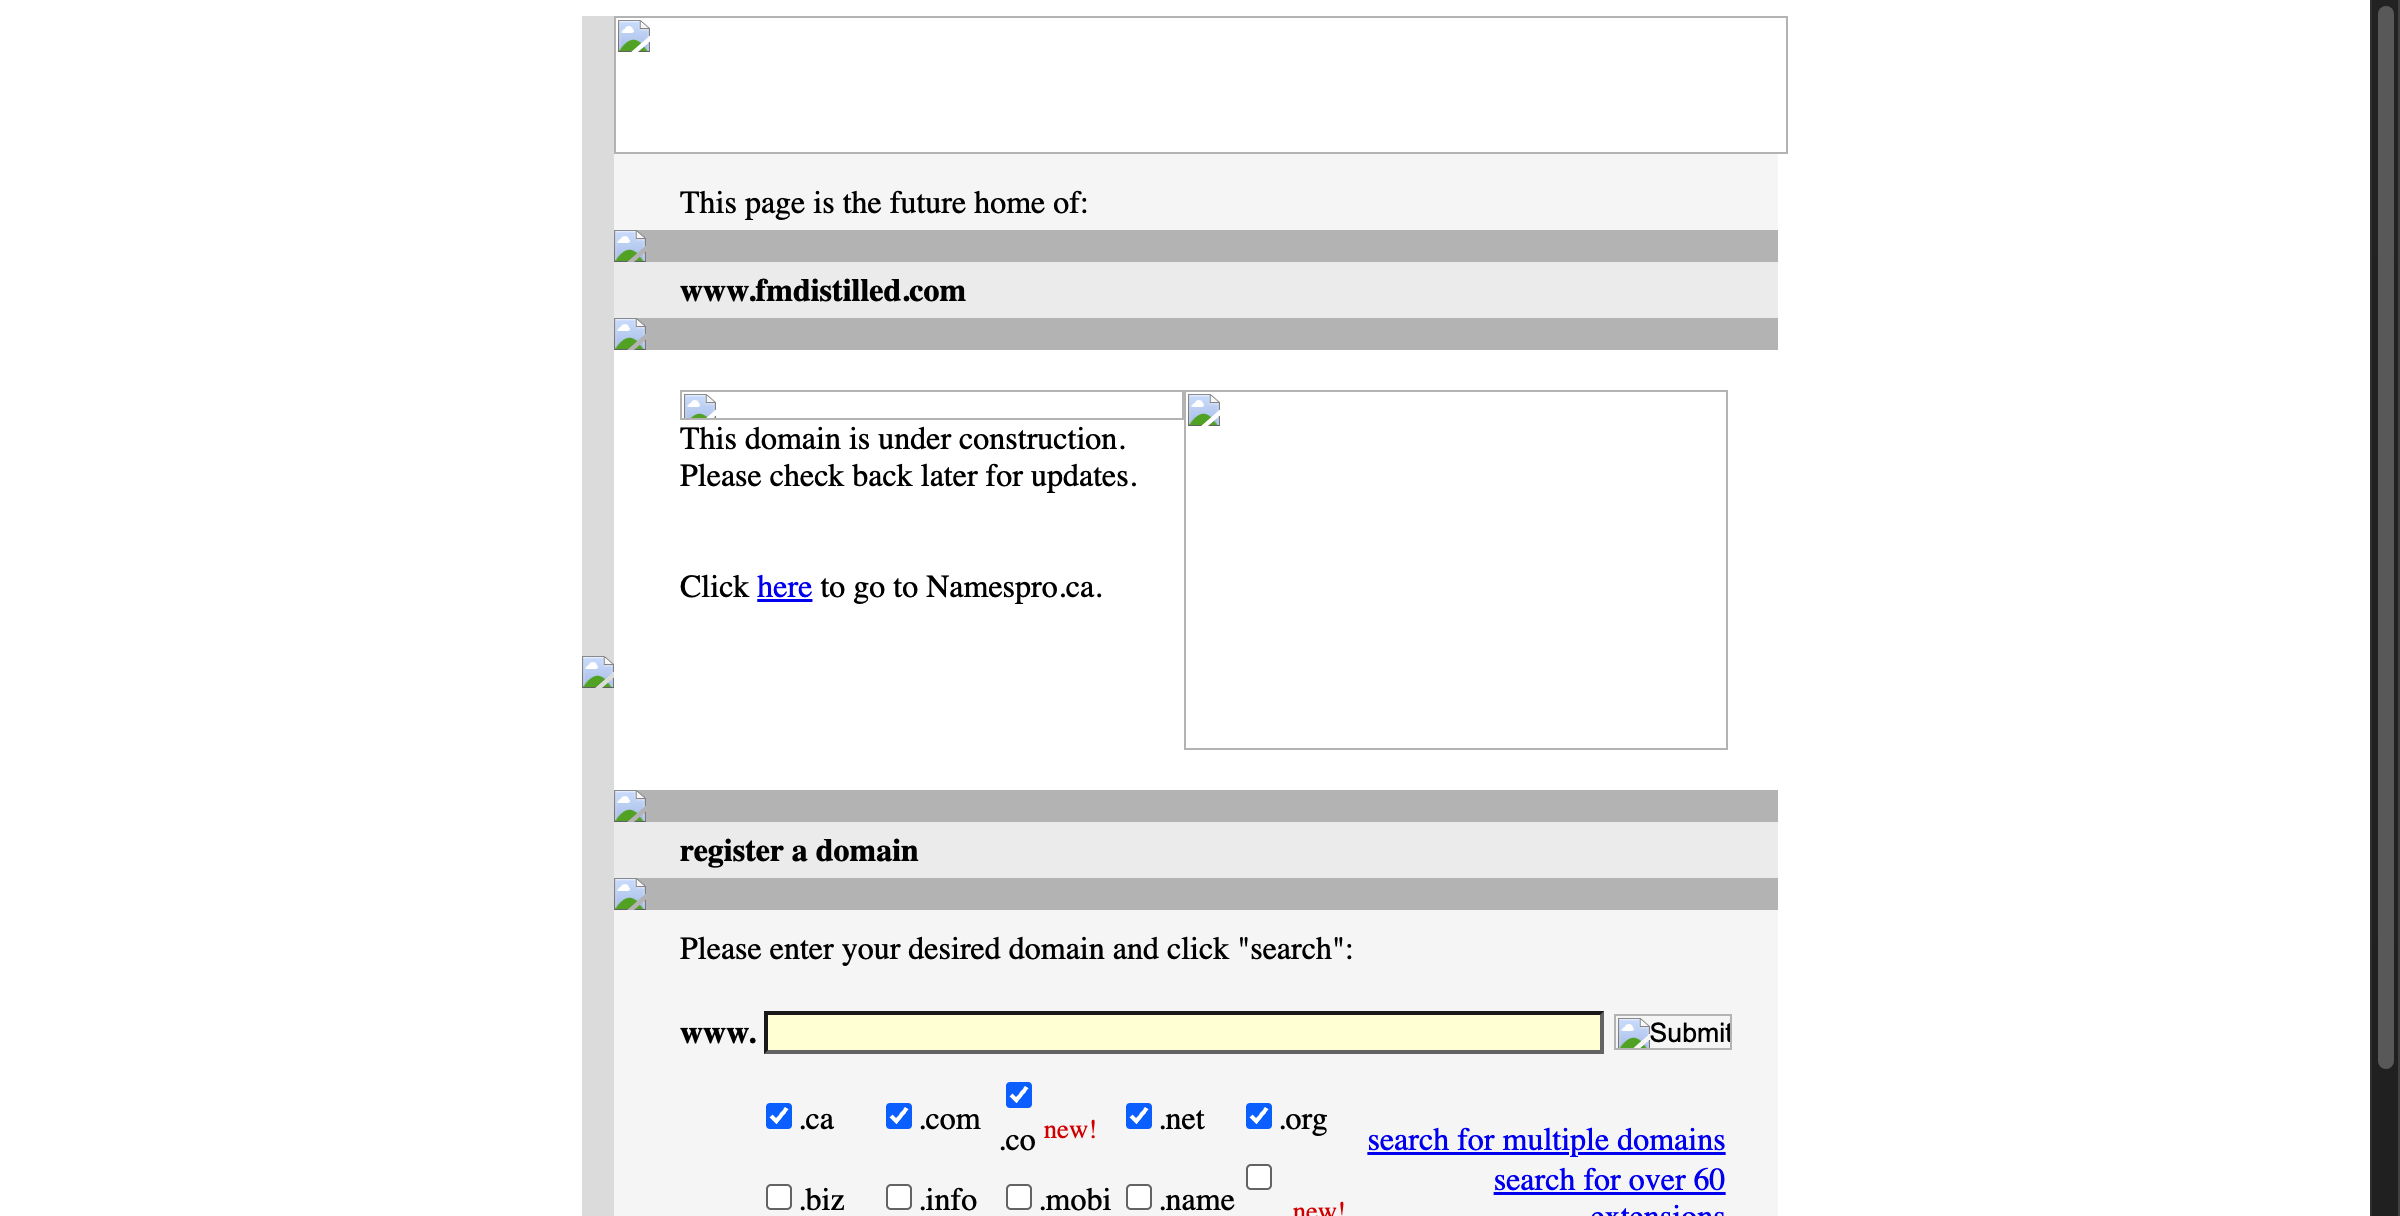 This page is the future home of:
www.fmdistilled.com
This domain is under construction.
Please check back later for updates.
Click here to go to Namespro.ca.
register a domain
Please enter your desired domain and click "search":
www. Submit
.ca .com .co new! .net .org
search for multiple domains
search for over 60
extensions
.biz .info .mobi .name new!